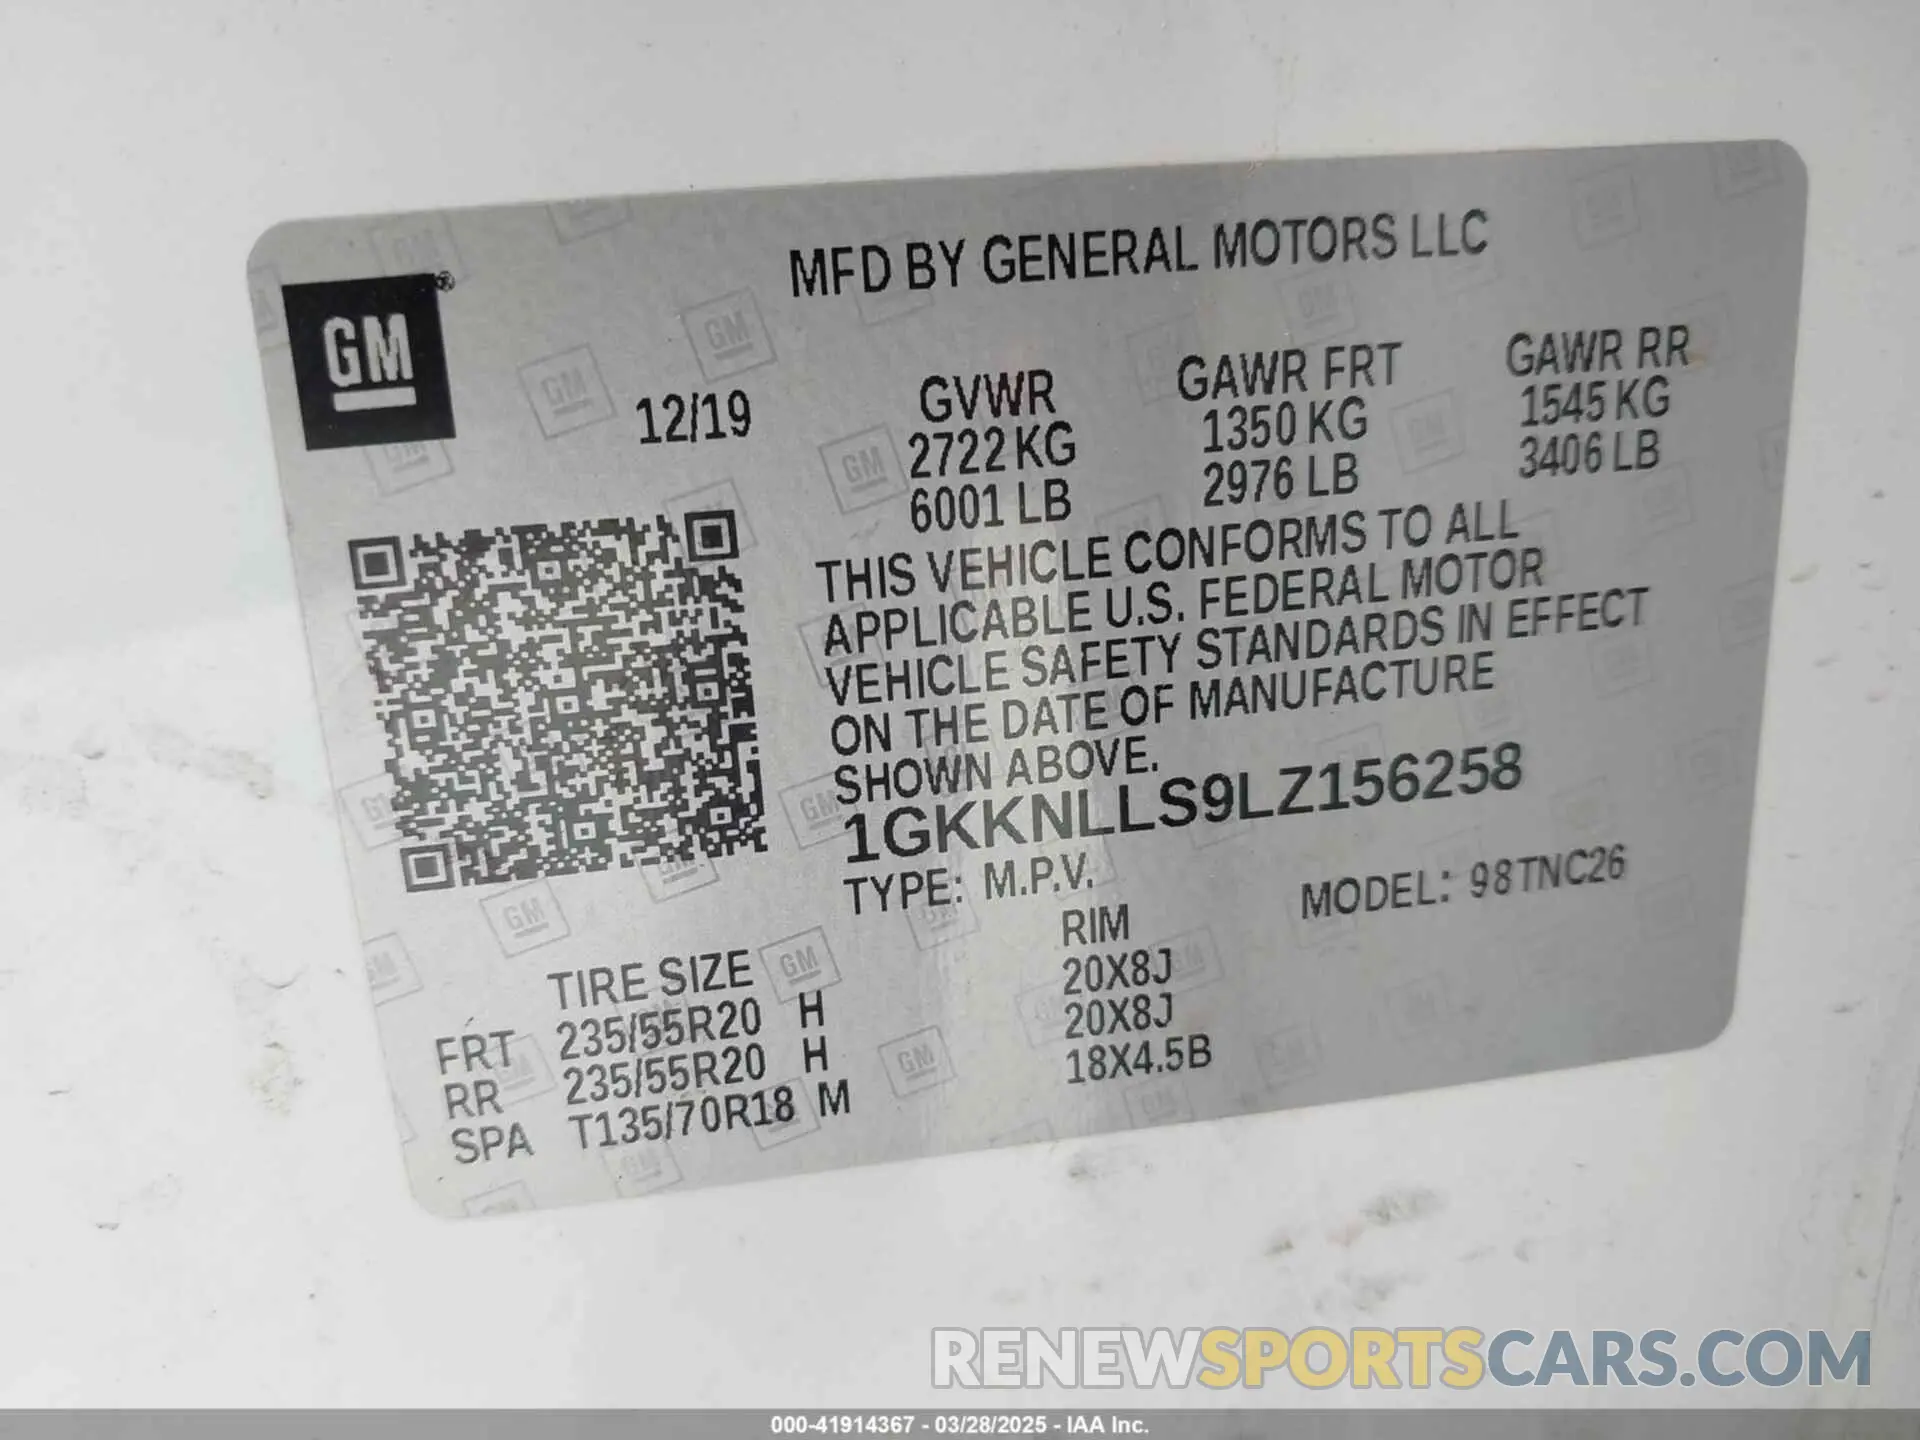 MFD BY GENERAL MOTORS LLC
GM®
12/19
GVWR GAWR FRT GAWR RR
2722 KG 1350 KG 1545 KG
6001 LB 2976 LB 3406 LB
THIS VEHICLE CONFORMS TO ALL
APPLICABLE U.S. FEDERAL MOTOR
VEHICLE SAFETY STANDARDS IN EFFECT
ON THE DATE OF MANUFACTURE
SHOWN ABOVE.
1GKKNLLS9LZ156258
TYPE: M.P.V. MODEL: 98TNC26
TIRE SIZE RIM
FRT 235/55R20 H 20X8J
RR 235/55R20 H 20X8J
SPA T135/70R18 M 18X4.5B
RENEWSPORTSCARS.COM
000-41914367 - 03/28/2025 - IAA Inc.